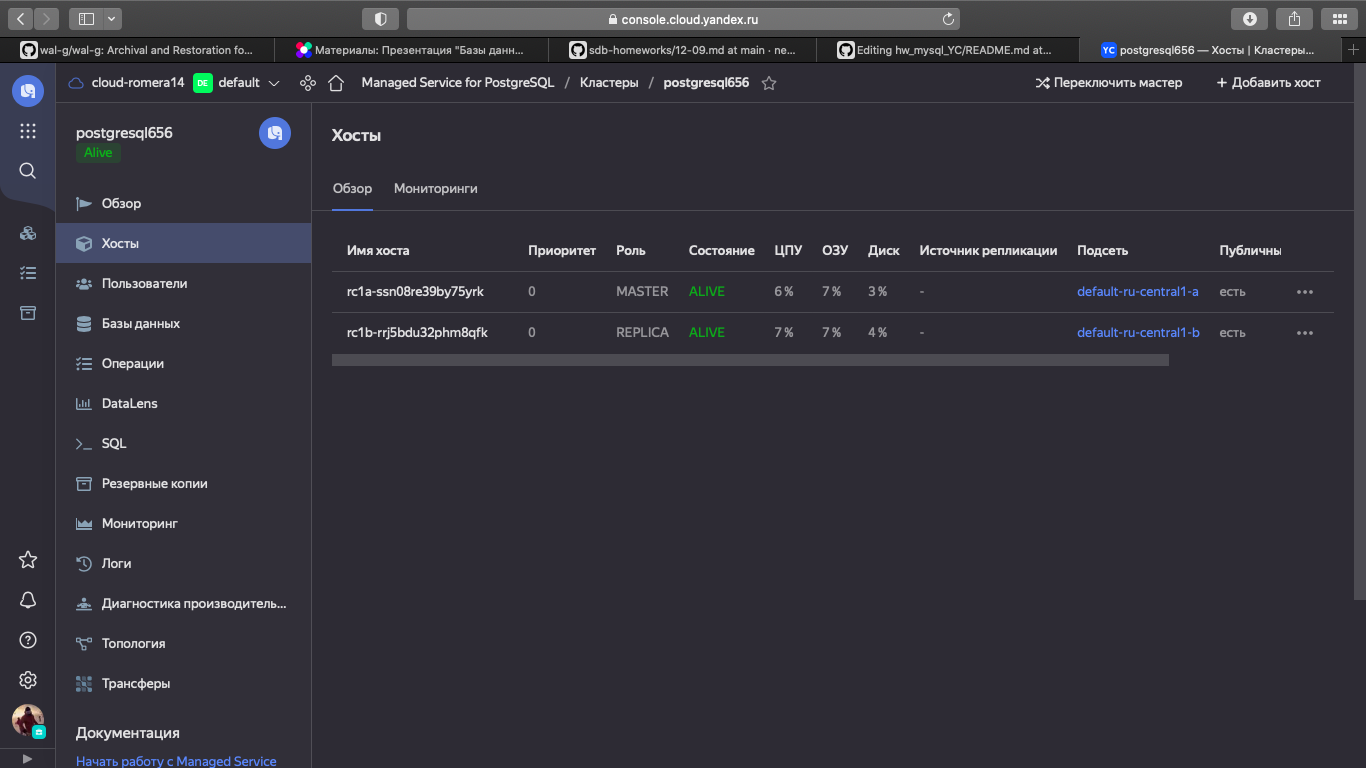 console.cloud.yandex.ru
wal-g/wal-g: Archival and Restoration fo...
Материалы: Презентация "Базы данн...
sdb-homeworks/12-09.md at main · ne...
Editing hw_mysql_YC/README.md at...
YC postgresql656 — Хосты | Кластеры...
cloud-romera14 DE default
Managed Service for PostgreSQL / Кластеры / postgresql656
Переключить мастер
+ Добавить хост
postgresql656
Alive
Обзор
Хосты
Пользователи
Базы данных
Операции
DataLens
SQL
Резервные копии
Мониторинг
Логи
Диагностика производитель...
Топология
Трансферы
Документация
Начать работу с Managed Service
Хосты
Обзор Мониторинги
Имя хоста Приоритет Роль Состояние ЦПУ ОЗУ Диск Источник репликации Подсеть Публичны
rc1a-ssn08re39by75yrk 0 MASTER ALIVE 6 % 7 % 3 % - default-ru-central1-a есть
rc1b-rrj5bdu32phm8qfk 0 REPLICA ALIVE 7 % 7 % 4 % - default-ru-central1-b есть